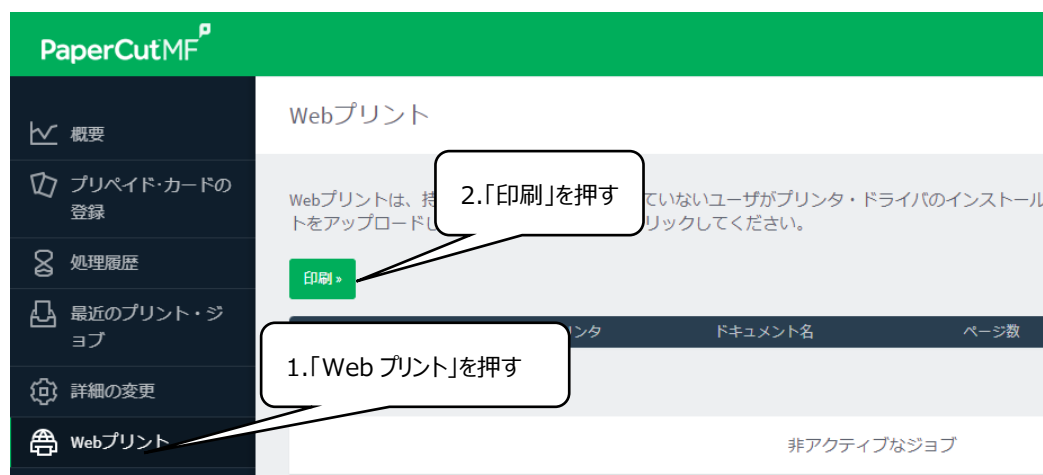 PaperCut MF
概要
プリペイド・カードの
登録
処理履歴
最近のプリント・ジ
ョブ
詳細の変更
Webプリント
Webプリント
Webプリントは、持 ていないユーザがプリンタ・ドライバのインストール
トをアップロードし リックしてください。
2.「印刷」を押す
印刷 »
リンタ ドキュメント名 ページ数
1.「Web プリント」を押す
非アクティブなジョブ